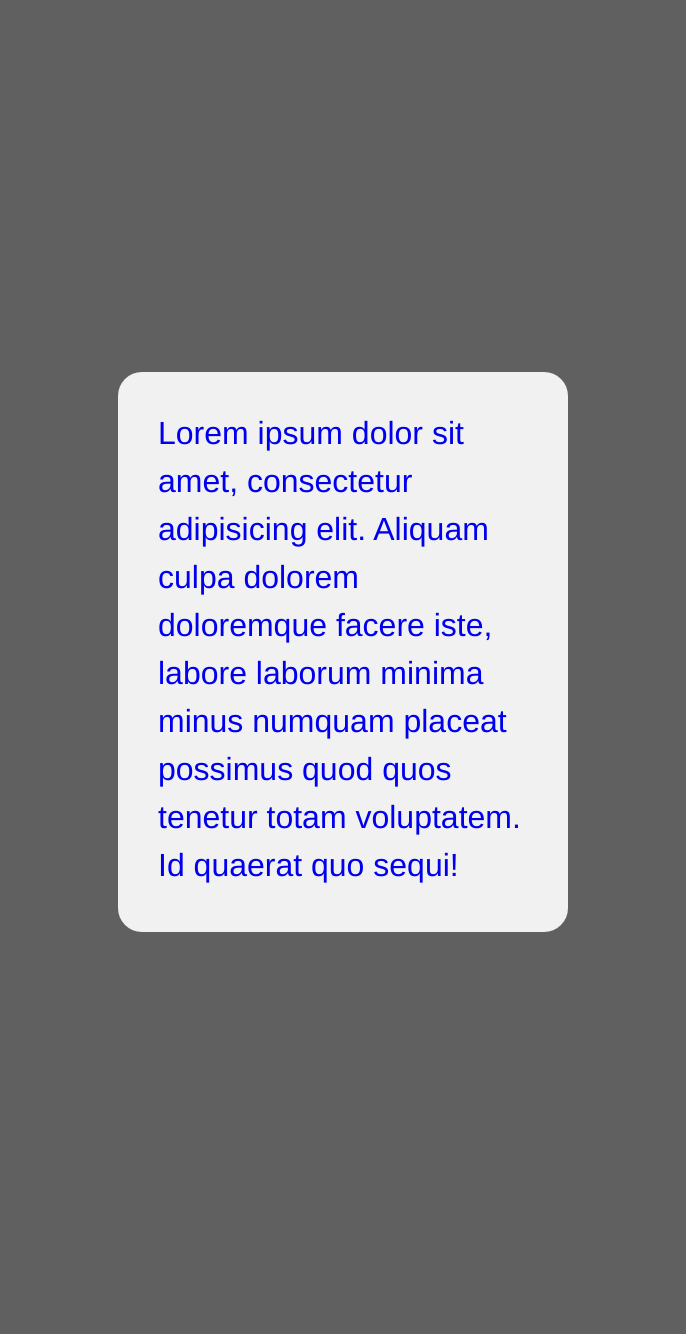 Lorem ipsum dolor sit
amet, consectetur
adipisicing elit. Aliquam
culpa dolorem
doloremque facere iste,
labore laborum minima
minus numquam placeat
possimus quod quos
tenetur totam voluptatem.
Id quaerat quo sequi!